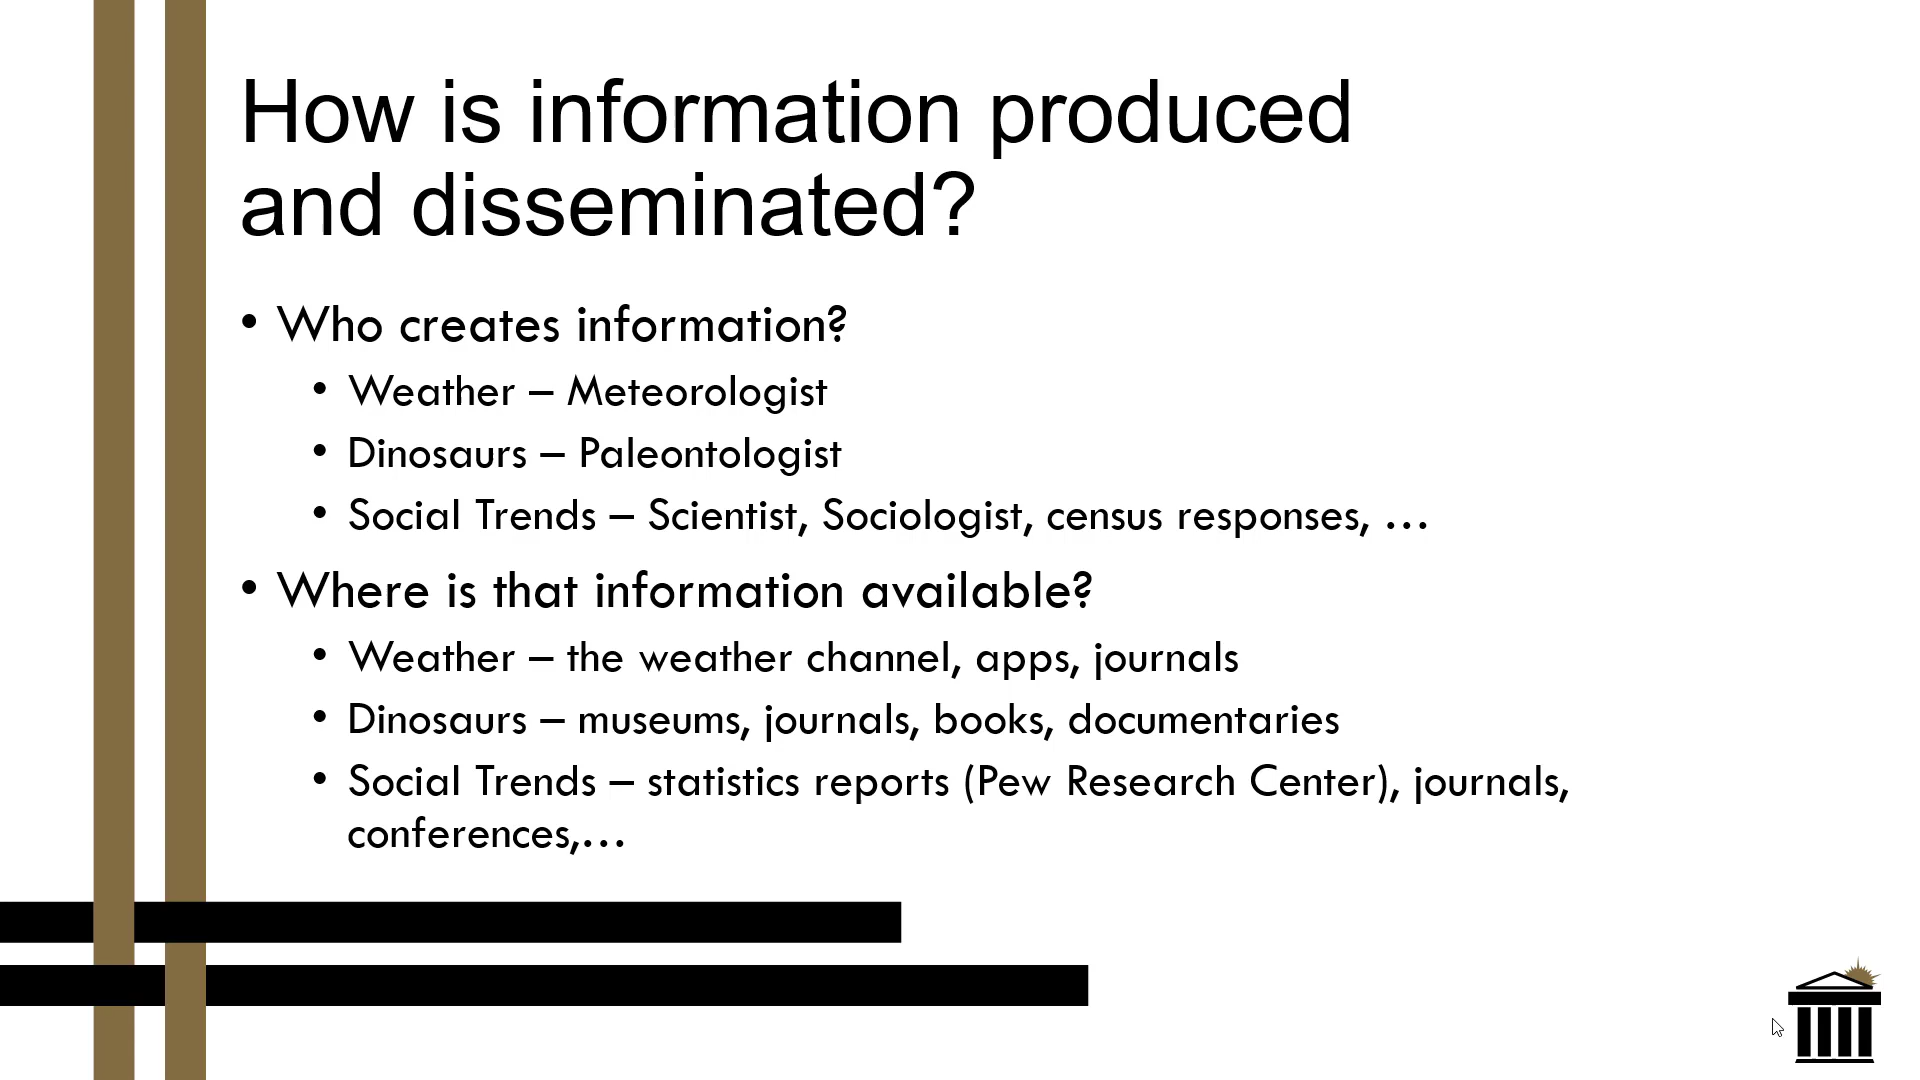 How is information produced
and disseminated?
• Who creates information?
• Weather – Meteorologist
• Dinosaurs – Paleontologist
• Social Trends – Scientist, Sociologist, census responses, …
• Where is that information available?
• Weather – the weather channel, apps, journals
• Dinosaurs – museums, journals, books, documentaries
• Social Trends – statistics reports (Pew Research Center), journals,
conferences,…